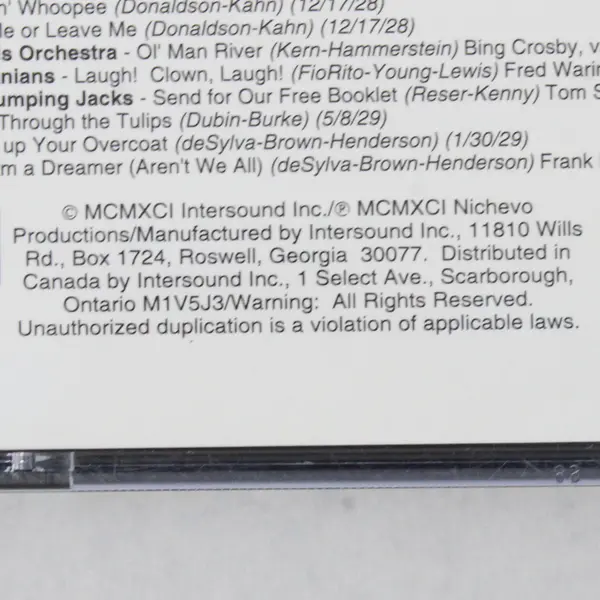 n' Whoopee (Donaldson-Kahn) (12/17/28)
e or Leave Me (Donaldson-Kahn) (12/17/28)
s Orchestra - Ol' Man River (Kern-Hammerstein) Bing Crosby, v
nians - Laugh! Clown, Laugh! (FioRito-Young-Lewis) Fred Warin
umping Jacks - Send for Our Free Booklet (Reser-Kenny) Tom S
Through the Tulips (Dubin-Burke) (5/8/29)
up Your Overcoat (deSylva-Brown-Henderson) (1/30/29)
m a Dreamer (Aren't We All) (deSylva-Brown-Henderson) Frank
© MCMXCI Intersound Inc./℗ MCMXCI Nichevo
Productions/Manufactured by Intersound Inc., 11810 Wills
Rd., Box 1724, Roswell, Georgia 30077. Distributed in
Canada by Intersound Inc., 1 Select Ave., Scarborough,
Ontario M1V5J3/Warning: All Rights Reserved.
Unauthorized duplication is a violation of applicable laws.